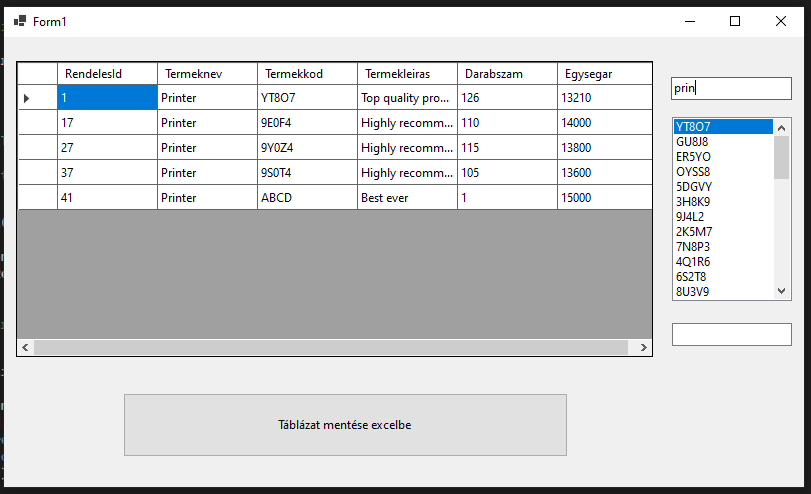 Form1
RendelesId Termeknev Termekkod Termekleiras Darabszam Egysegar
1 Printer YT8O7 Top quality pro... 126 13210
17 Printer 9E0F4 Highly recomm... 110 14000
27 Printer 9Y0Z4 Highly recomm... 115 13800
37 Printer 9S0T4 Highly recomm... 105 13600
41 Printer ABCD Best ever 1 15000
prin
YT8O7
GU8J8
ER5YO
OYSS8
5DGVY
3H8K9
9J4L2
2K5M7
7N8P3
4Q1R6
6S2T8
8U3V9
Táblázat mentése excelbe